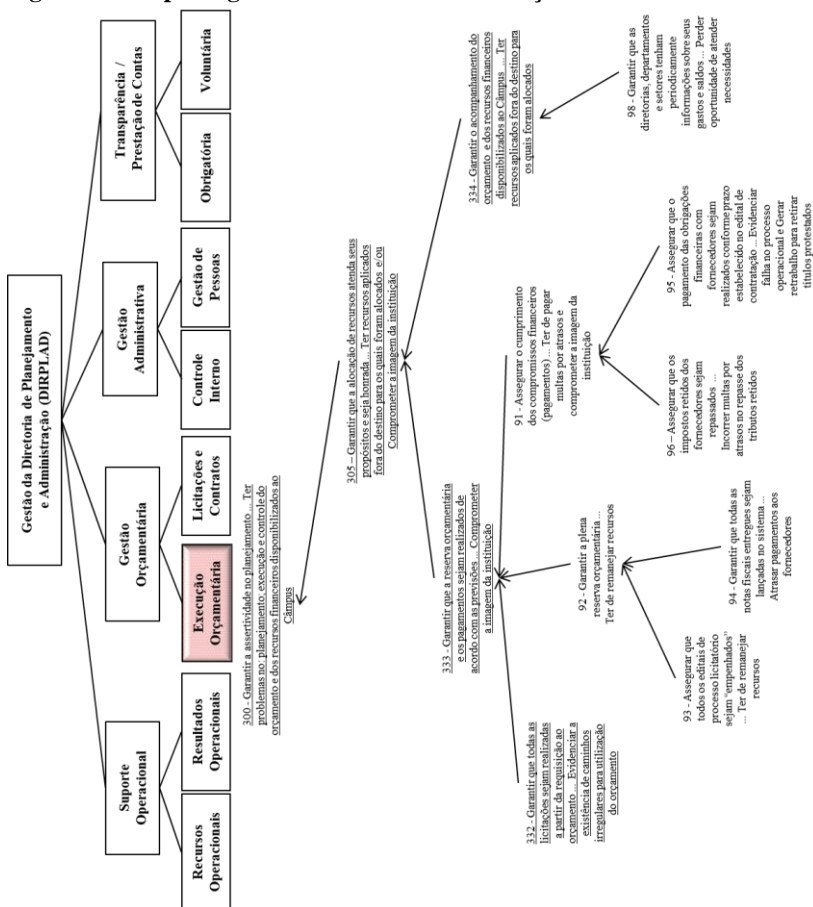 Gestão da Diretoria de Planejamento
e Administração (DIRPLAD)
Suporte
Operacional
Gestão
Orçamentária
Gestão
Administrativa
Transparência /
Prestação de Contas
Recursos
Operacionais
Resultados
Operacionais
Execução
Orçamentária
Licitações e
Contratos
Controle
Interno
Gestão de
Pessoas
Obrigatória
Voluntária
300 - Garantir a assertividade no planejamento ... Ter
problemas no: planejamento; execução e controle do
orçamento e dos recursos financeiros disponibilizados ao
Câmpus
305 – Garantir que a alocação de recursos atenda seus
propósitos e seja honrada ... Ter recursos aplicados
fora do destino para os quais foram alocados e/ou
Comprometer a imagem da instituição
333 - Garantir que a reserva orçamentária
e os pagamentos sejam realizados de
acordo com as previsões ... Comprometer
a imagem da instituição
334 - Garantir o acompanhamento do
orçamento e dos recursos financeiros
disponibilizados ao Câmpus ... Ter
recursos aplicados fora do destino para
os quais foram alocados
332 - Garantir que todas as
licitações sejam realizadas
a partir da requisição ao
orçamento ... Evidenciar a
existência de caminhos
irregulares para utilização
do orçamento
92 - Garantir a plena
reserva orçamentária ...
Ter de remanejar recursos
91 - Assegurar o cumprimento
dos compromissos financeiros
(pagamentos) ... Ter de pagar
multas por atrasos e
comprometer a imagem da
instituição
98 - Garantir que as
diretorias, departamentos
e setores tenham
periodicamente
informações sobre seus
gastos e saldos ... Perder
oportunidade de atender
necessidades
93 - Assegurar que
todos os editais de
processo licitatório
sejam "empenhados"
... Ter de remanejar
recursos
94 - Garantir que todas as
notas fiscais entregues sejam
lançadas no sistema ...
Atrasar pagamentos aos
fornecedores
96 – Assegurar que os
impostos retidos dos
fornecedores sejam
repassados ...
Incorrer multas por
atrasos no repasse dos
tributos retidos
95 - Assegurar que o
pagamento das obrigações
financeiras com
fornecedores sejam
realizados conforme prazo
estabelecido no edital de
contratação ... Evidenciar
falha no processo
operacional e Gerar
retrabalho para retirar
títulos protestados